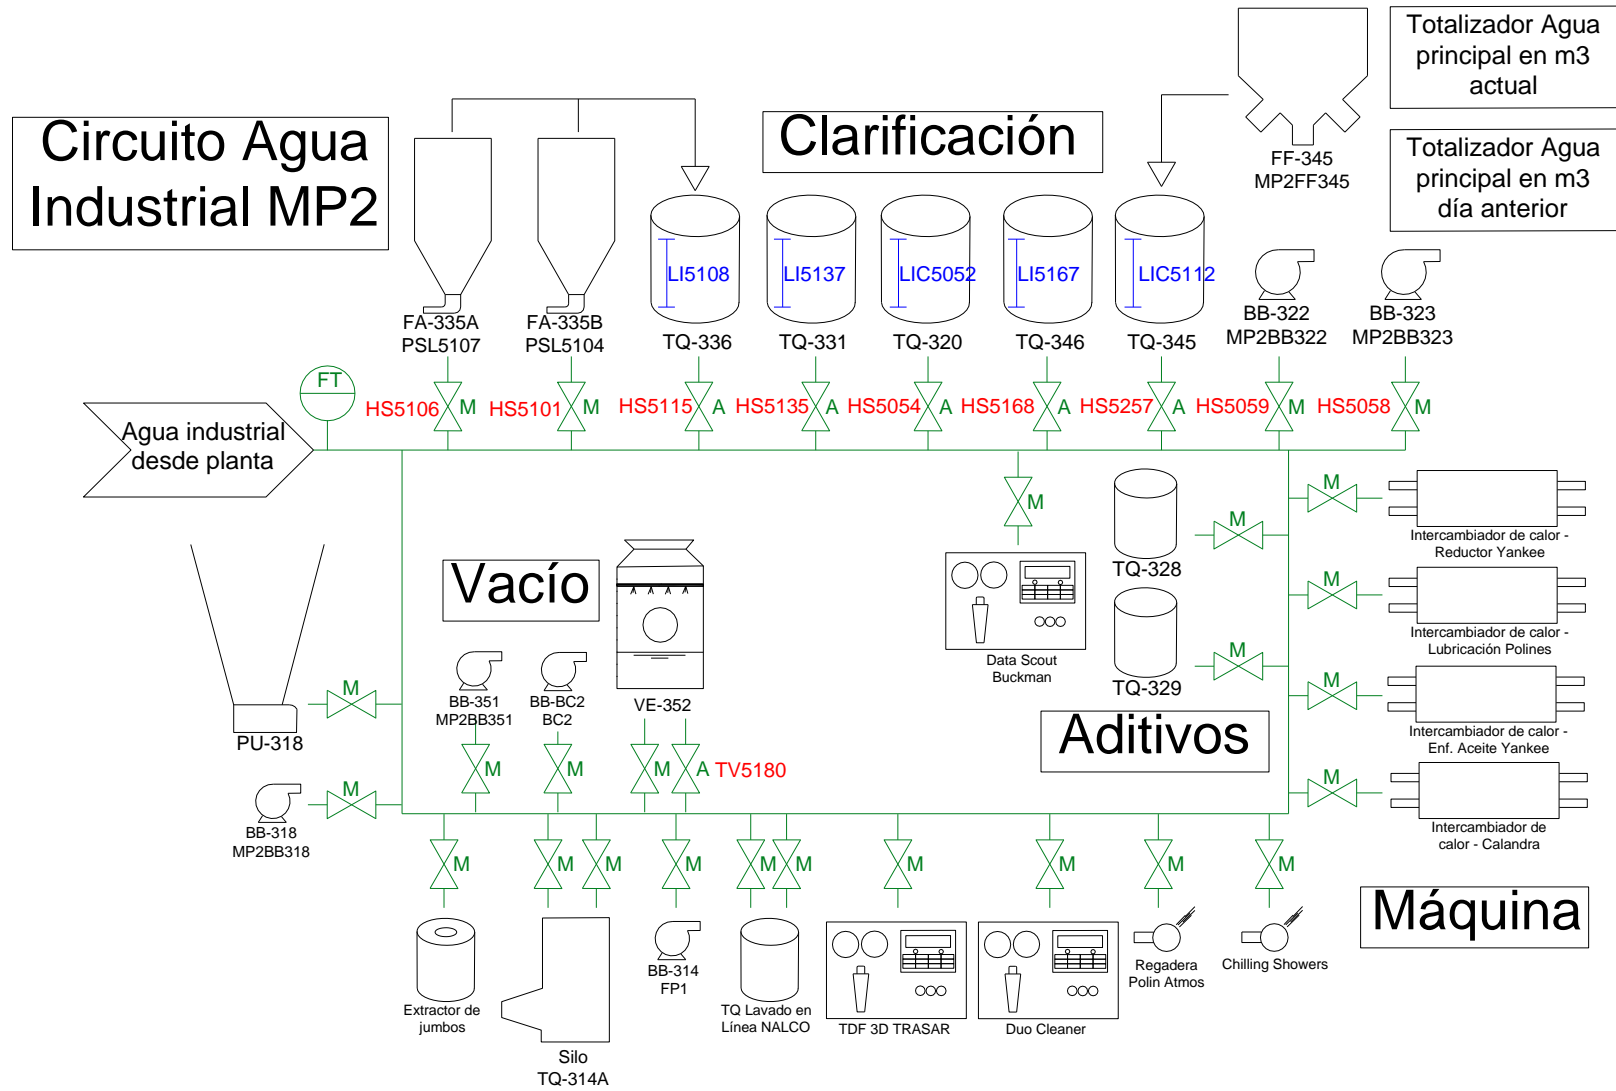 Circuito Agua
Industrial MP2
Clarificación
Totalizador Agua
principal en m3
actual
Totalizador Agua
principal en m3
día anterior
FF-345
MP2FF345
LI5108
LI5137
LIC5052
LI5167
LIC5112
FA-335A
PSL5107
FA-335B
PSL5104
TQ-336
TQ-331
TQ-320
TQ-346
TQ-345
BB-322
MP2BB322
BB-323
MP2BB323
FT
HS5106 M
HS5101 M
HS5115 A
HS5135 A
HS5054 A
HS5168 A
HS5257 A
HS5059 M
HS5058 M
Agua industrial
desde planta
M
M
M
Intercambiador de calor -
Reductor Yankee
TQ-328
M
Intercambiador de calor -
Lubricación Polines
Data Scout
Buckman
M
TQ-329
M
Intercambiador de calor -
Enf. Aceite Yankee
M
Intercambiador de
calor - Calandra
Aditivos
Vacío
BB-351
MP2BB351
BB-BC2
BC2
VE-352
M
M
M
A TV5180
M
PU-318
M
BB-318
MP2BB318
M
M
M
M
M
M
M
M
M
M
Máquina
Extractor de
jumbos
Silo
TQ-314A
BB-314
FP1
TQ Lavado en
Línea NALCO
TDF 3D TRASAR
Duo Cleaner
Regadera
Polin Atmos
Chilling Showers